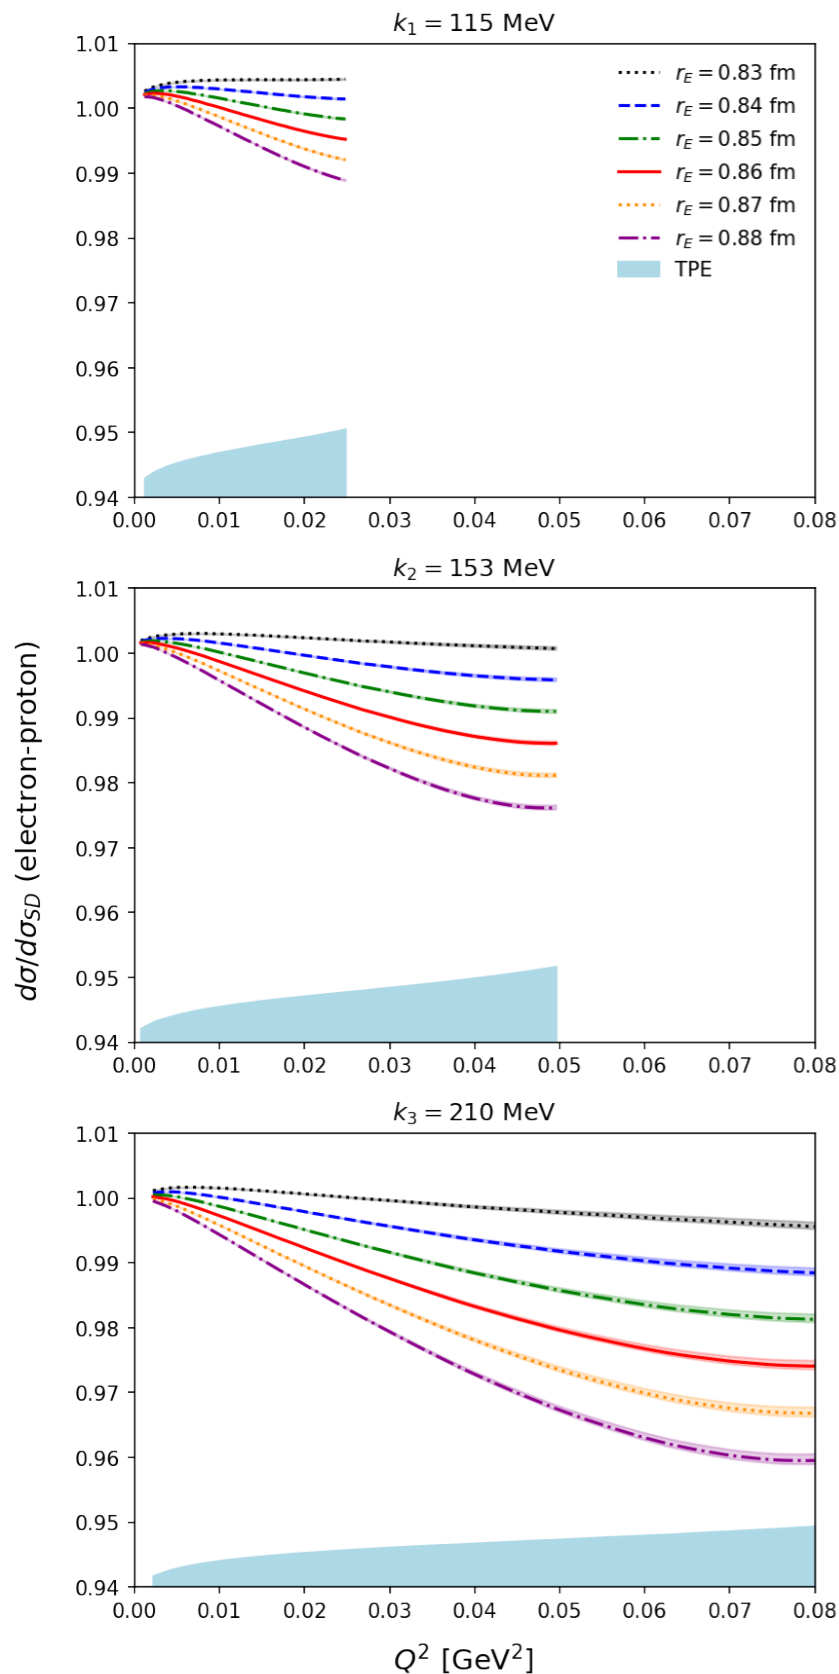 k₁ = 115 MeV
1.01
1.00
0.99
0.98
0.97
0.96
0.95
0.94
r_E = 0.83 fm
r_E = 0.84 fm
r_E = 0.85 fm
r_E = 0.86 fm
r_E = 0.87 fm
r_E = 0.88 fm
TPE
0.00 0.01 0.02 0.03 0.04 0.05 0.06 0.07 0.08
k₂ = 153 MeV
1.01
1.00
0.99
0.98
0.97
0.96
0.95
0.94
0.00 0.01 0.02 0.03 0.04 0.05 0.06 0.07 0.08
dσ/dσ_SD (electron-proton)
k₃ = 210 MeV
1.01
1.00
0.99
0.98
0.97
0.96
0.95
0.94
0.00 0.01 0.02 0.03 0.04 0.05 0.06 0.07 0.08
Q² [GeV²]